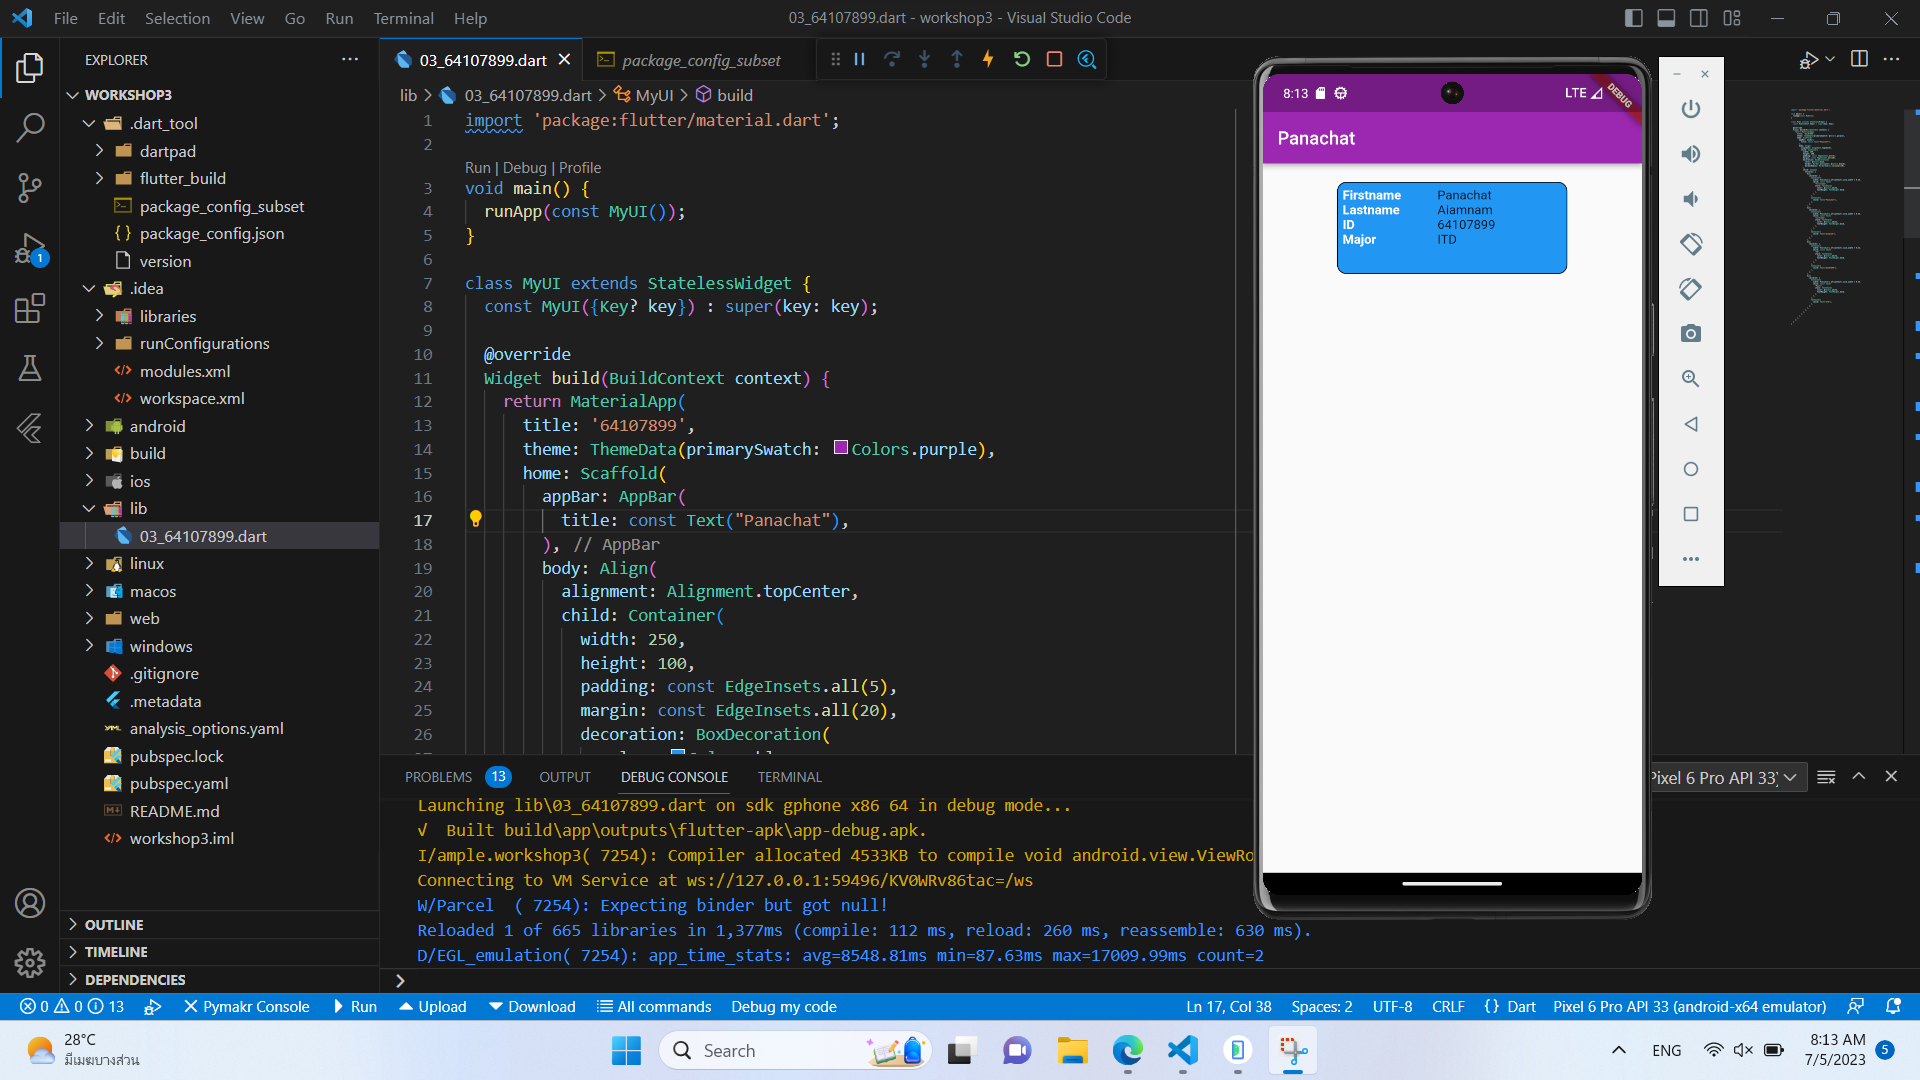 File Edit Selection View Go Run Terminal Help
03_64107899.dart - workshop3 - Visual Studio Code
EXPLORER
WORKSHOP3
.dart_tool
dartpad
flutter_build
package_config_subset
package_config.json
version
.idea
libraries
runConfigurations
modules.xml
workspace.xml
android
build
ios
lib
03_64107899.dart
linux
macos
web
windows
.gitignore
.metadata
analysis_options.yaml
pubspec.lock
pubspec.yaml
README.md
workshop3.iml
OUTLINE
TIMELINE
DEPENDENCIES
1
03_64107899.dart
package_config_subset
lib > 03_64107899.dart > MyUI > build
1 import 'package:flutter/material.dart';
2
Run | Debug | Profile
3 void main() {
4 runApp(const MyUI());
5 }
6
7 class MyUI extends StatelessWidget {
8 const MyUI({Key? key}) : super(key: key);
9
10 @override
11 Widget build(BuildContext context) {
12 return MaterialApp(
13 title: '64107899',
14 theme: ThemeData(primarySwatch: Colors.purple),
15 home: Scaffold(
16 appBar: AppBar(
17 title: const Text("Panachat"),
18 ), // AppBar
19 body: Align(
20 alignment: Alignment.topCenter,
21 child: Container(
22 width: 250,
23 height: 100,
24 padding: const EdgeInsets.all(5),
25 margin: const EdgeInsets.all(20),
26 decoration: BoxDecoration(
8:13
LTE
DEBUG
Panachat
Firstname Panachat
Lastname Aiamnam
ID 64107899
Major ITD
PROBLEMS 13 OUTPUT DEBUG CONSOLE TERMINAL
Pixel 6 Pro API 33)
Launching lib\03_64107899.dart on sdk gphone x86 64 in debug mode...
√ Built build\app\outputs\flutter-apk\app-debug.apk.
I/ample.workshop3( 7254): Compiler allocated 4533KB to compile void android.view.ViewRo
Connecting to VM Service at ws://127.0.0.1:59496/KV0WRv86tac=/ws
W/Parcel ( 7254): Expecting binder but got null!
Reloaded 1 of 665 libraries in 1,377ms (compile: 112 ms, reload: 260 ms, reassemble: 630 ms).
D/EGL_emulation( 7254): app_time_stats: avg=8548.81ms min=87.63ms max=17009.99ms count=2
0 0 13 Pymakr Console Run Upload Download All commands Debug my code
Ln 17, Col 38 Spaces: 2 UTF-8 CRLF {} Dart Pixel 6 Pro API 33 (android-x64 emulator)
28°C
มีเมฆบางส่วน
Search
ENG
8:13 AM
7/5/2023
5